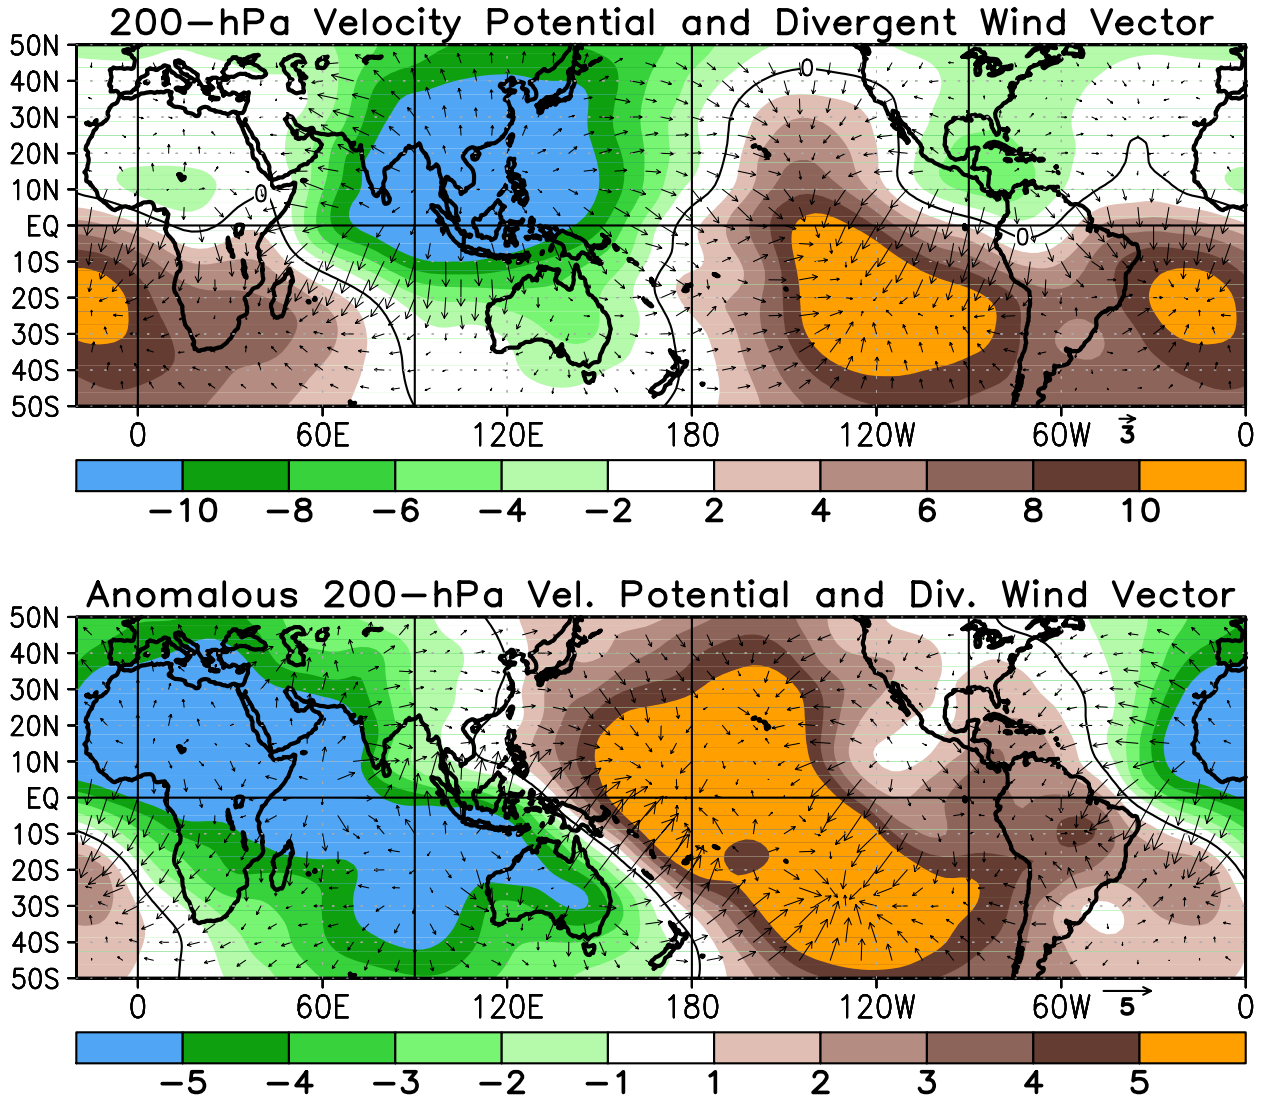 200-hPa Velocity Potential and Divergent Wind Vector
50N
40N
30N
20N
10N
EQ
10S
20S
30S
40S
50S
0
0
0
0 60E 120E 180 120W 60W 0
3
-10 -8 -6 -4 -2 2 4 6 8 10
Anomalous 200-hPa Vel. Potential and Div. Wind Vector
50N
40N
30N
20N
10N
EQ
10S
20S
30S
40S
50S
0 60E 120E 180 120W 60W 0
5
-5 -4 -3 -2 -1 1 2 3 4 5